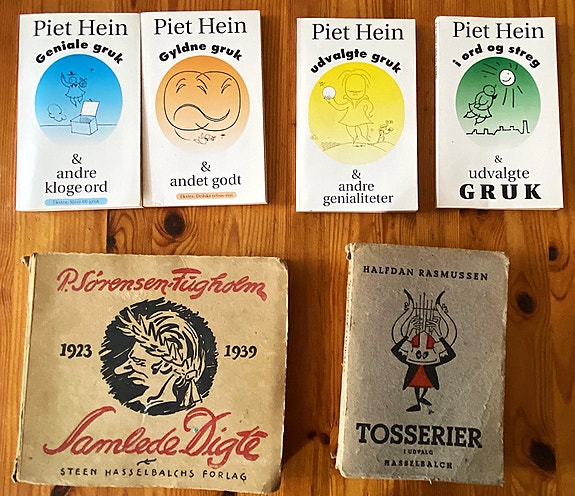 Piet Hein
Geniale gruk
&
andre
kloge ord
Piet Hein
Gyldne gruk
&
andet godt
Piet Hein
udvalgte gruk
&
andre
genialiteter
Piet Hein
i ord og streg
&
udvalgte
GRUK
P. Sørensen-Fugholm
1923 1939
Samlede Digte
STEEN HASSELBALCHS FORLAG
HALFDAN RASMUSSEN
TOSSERIER
I UDVALG
HASSELBALCH